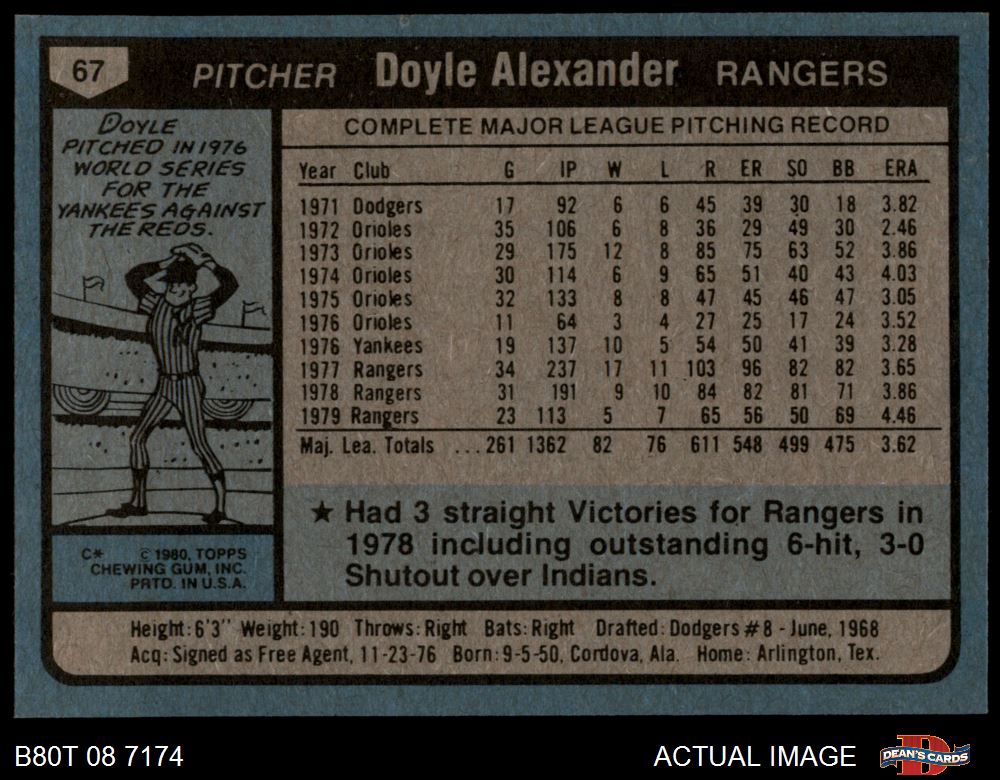 67 PITCHER Doyle Alexander RANGERS
DOYLE
PITCHED IN 1976
WORLD SERIES
FOR THE
YANKEES AGAINST
THE REDS.
C* © 1980, TOPPS
CHEWING GUM, INC.
PRTD. IN U.S.A.
COMPLETE MAJOR LEAGUE PITCHING RECORD
Year Club G IP W L R ER SO BB ERA
1971 Dodgers 17 92 6 6 45 39 30 18 3.82
1972 Orioles 35 106 6 8 36 29 49 30 2.46
1973 Orioles 29 175 12 8 85 75 63 52 3.86
1974 Orioles 30 114 6 9 65 51 40 43 4.03
1975 Orioles 32 133 8 8 47 45 46 47 3.05
1976 Orioles 11 64 3 4 27 25 17 24 3.52
1976 Yankees 19 137 10 5 54 50 41 39 3.28
1977 Rangers 34 237 17 11 103 96 82 82 3.65
1978 Rangers 31 191 9 10 84 82 81 71 3.86
1979 Rangers 23 113 5 7 65 56 50 69 4.46
Maj. Lea. Totals ... 261 1362 82 76 611 548 499 475 3.62
★ Had 3 straight Victories for Rangers in
1978 including outstanding 6-hit, 3-0
Shutout over Indians.
Height: 6'3" Weight: 190 Throws: Right Bats: Right Drafted: Dodgers #8 - June, 1968
Acq: Signed as Free Agent, 11-23-76 Born: 9-5-50, Cordova, Ala. Home: Arlington, Tex.
B80T 08 7174 ACTUAL IMAGE D DEAN'S CARDS